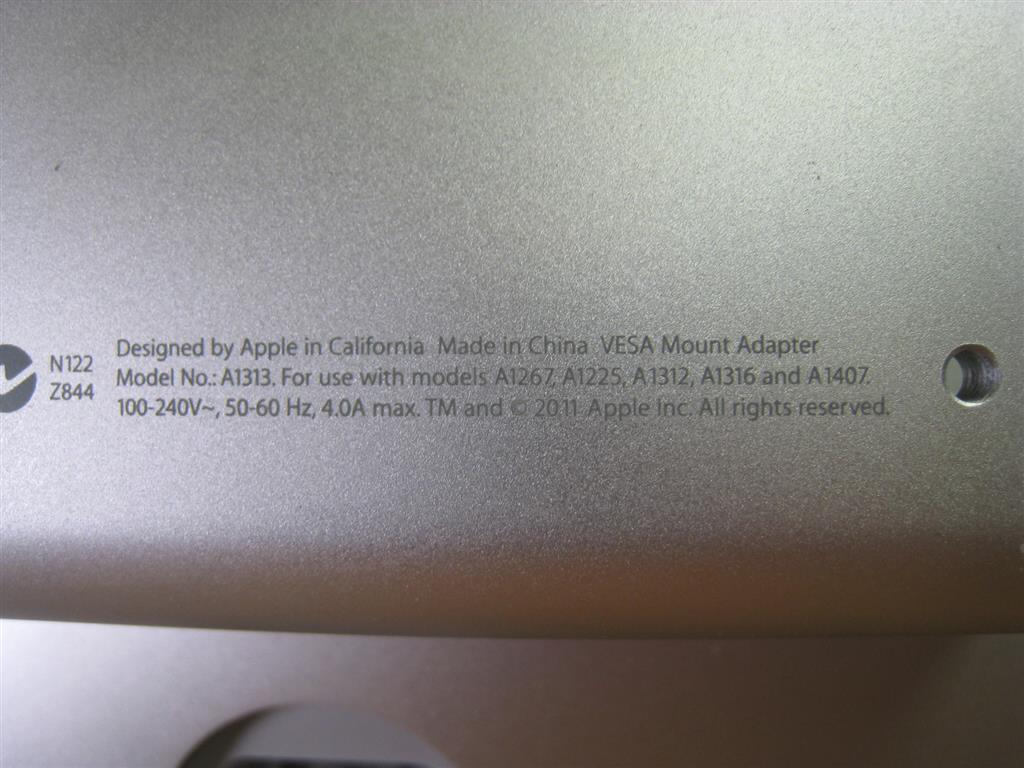 N122
Z844
Designed by Apple in California Made in China VESA Mount Adapter
Model No.: A1313. For use with models A1267, A1225, A1312, A1316 and A1407.
100-240V~, 50-60 Hz, 4.0A max. TM and © 2011 Apple Inc. All rights reserved.